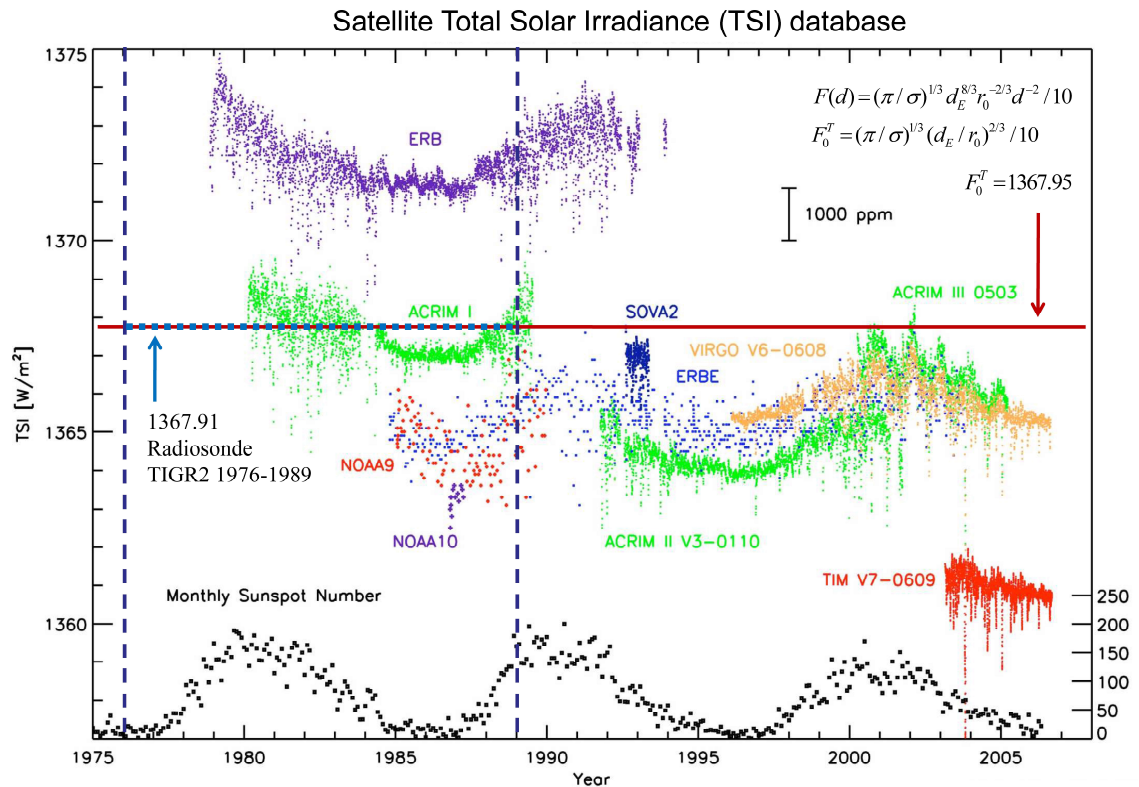 Satellite Total Solar Irradiance (TSI) database
1375
1370
1365
1360
TSI [W/m²]
F(d)=(π/σ)^{1/3} d_E^{8/3} r_0^{-2/3} d^{-2}/10
F_0^T=(π/σ)^{1/3}(d_E/r_0)^{2/3}/10
F_0^T=1367.95
ERB
1000 ppm
ACRIM I
SOVA2
ACRIM III 0503
VIRGO V6-0608
ERBE
1367.91
Radiosonde
TIGR2 1976-1989
NOAA9
NOAA10
ACRIM II V3-0110
TIM V7-0609
Monthly Sunspot Number
250
200
150
100
50
0
1975 1980 1985 1990 1995 2000 2005
Year